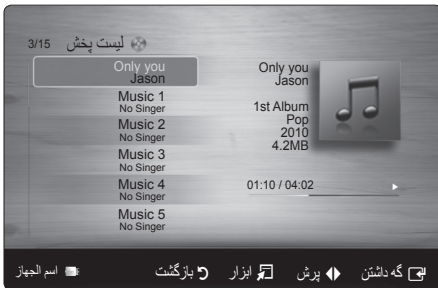 لیست پخش 3/15
Only you
Jason
Music 1
No Singer
Music 2
No Singer
Music 3
No Singer
Music 4
No Singer
Music 5
No Singer
Only you
Jason
1st Album
Pop
2010
4.2MB
01:10 / 04:02
گه داشتن پرش ابزار بازگشت اسم الجهاز